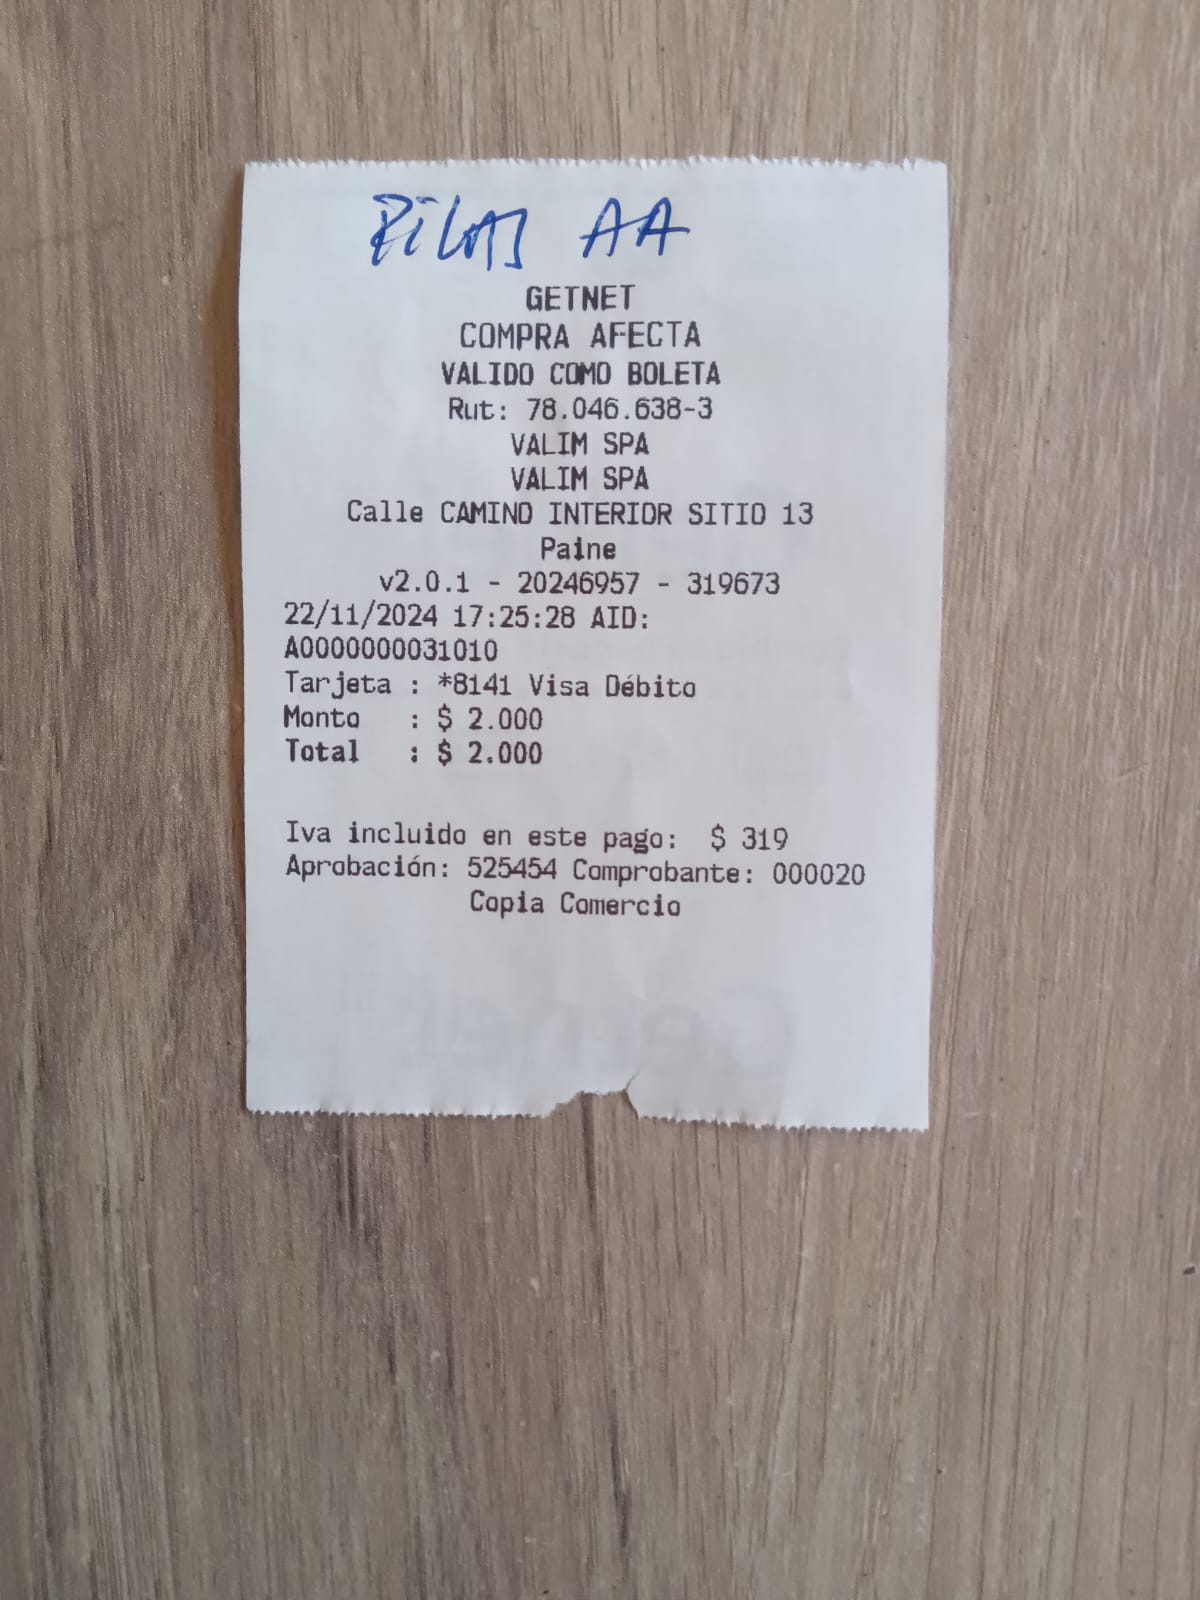 PILAS AA
GETNET
COMPRA AFECTA
VALIDO COMO BOLETA
Rut: 78.046.638-3
VALIM SPA
VALIM SPA
Calle CAMINO INTERIOR SITIO 13
Paine
v2.0.1 - 20246957 - 319673
22/11/2024 17:25:28 AID:
A0000000031010
Tarjeta : *8141 Visa Débito
Monto : $ 2.000
Total : $ 2.000
Iva incluido en este pago: $ 319
Aprobación: 525454 Comprobante: 000020
Copia Comercio